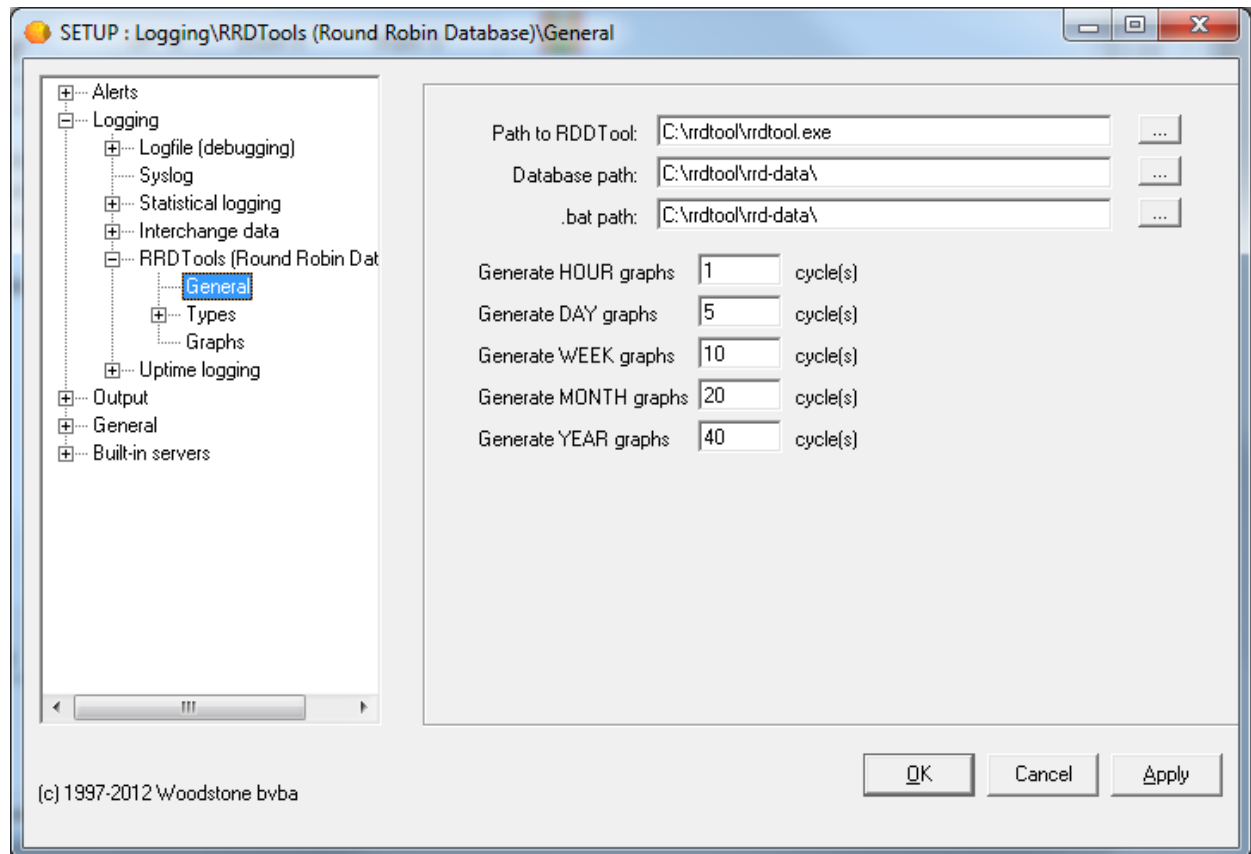 SETUP : Logging\RRDTools (Round Robin Database)\General
Alerts
Logging
Logfile (debugging)
Syslog
Statistical logging
Interchange data
RRDTools (Round Robin Dat
General
Types
Graphs
Uptime logging
Output
General
Built-in servers
Path to RDDTool: C:\rrdtool\rrdtool.exe ...
Database path: C:\rrdtool\rrd-data\ ...
.bat path: C:\rrdtool\rrd-data\ ...
Generate HOUR graphs 1 cycle(s)
Generate DAY graphs 5 cycle(s)
Generate WEEK graphs 10 cycle(s)
Generate MONTH graphs 20 cycle(s)
Generate YEAR graphs 40 cycle(s)
OK Cancel Apply
(c) 1997-2012 Woodstone bvba